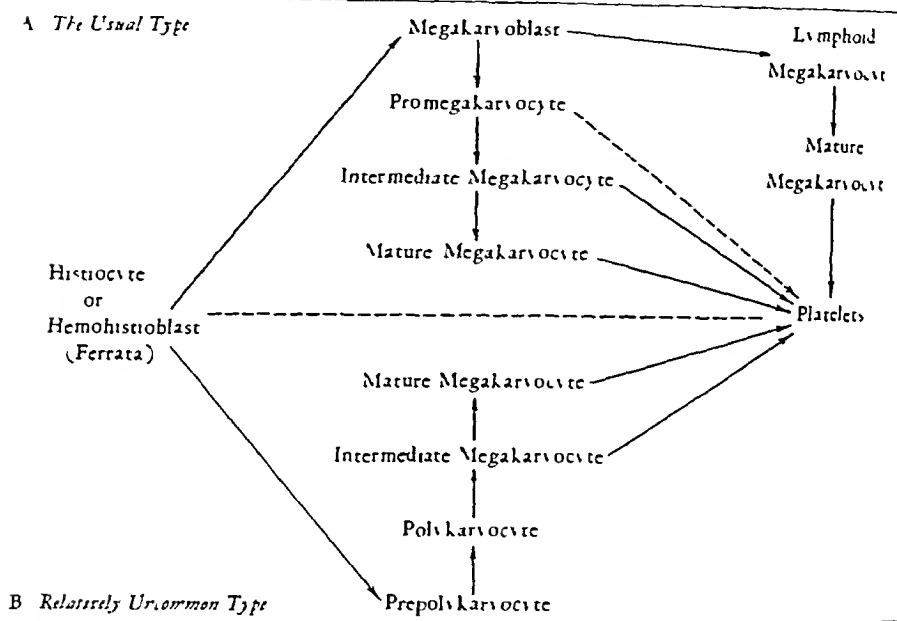 A The Usual Type
Megakaryoblast
Lymphoid
Megakaryocyte
Promegakaryocyte
Mature
Megakaryocyte
Intermediate Megakaryocyte
Mature Megakaryocyte
Histiocyte
or
Hemohistioblast
(Ferrata)
Platelets
Mature Megakaryocyte
Intermediate Megakaryocyte
Polykaryocyte
Prepolykaryocyte
B Relatively Uncommon Type